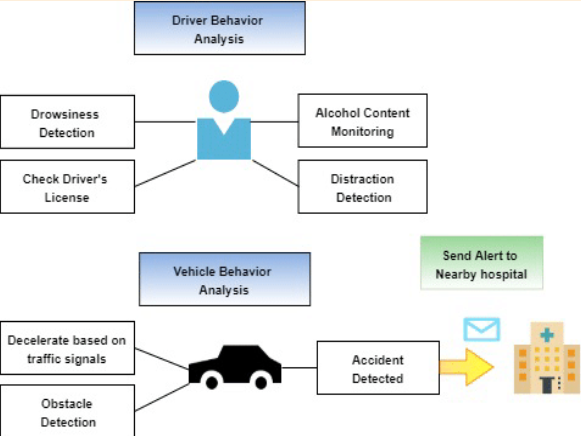 Driver Behavior
Analysis
Drowsiness
Detection
Alcohol Content
Monitoring
Check Driver's
License
Distraction
Detection
Vehicle Behavior
Analysis
Send Alert to
Nearby hospital
Decelerate based on
traffic signals
Accident
Detected
Obstacle
Detection